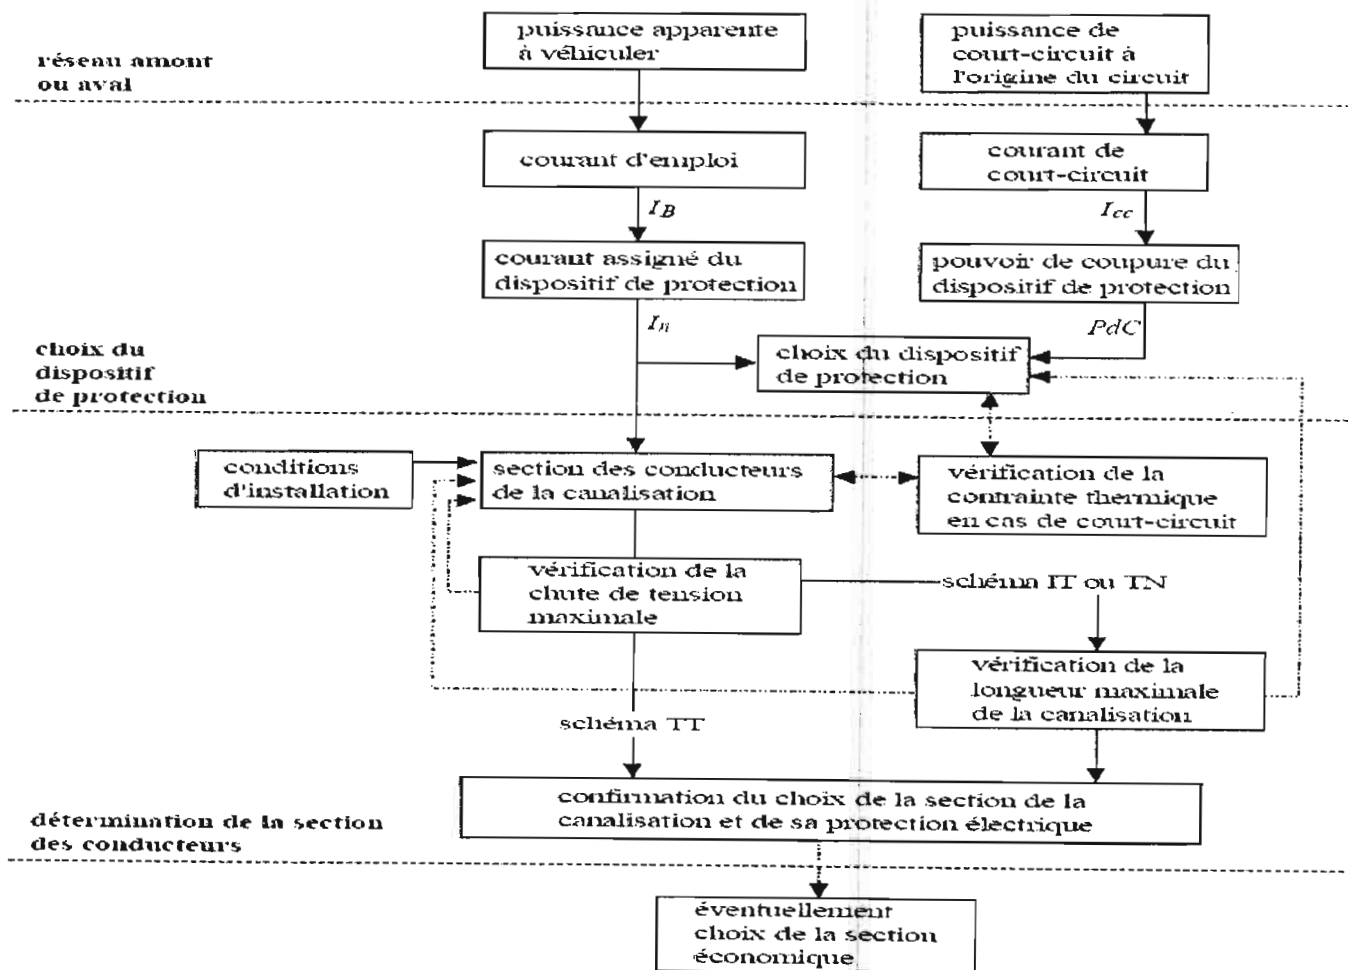 puissance apparente
à véhiculer
puissance de
court-circuit à
l'origine du circuit
réseau amont
ou aval
courant d'emploi
courant de
court-circuit
I_B
I_cc
courant assigné du
dispositif de protection
pouvoir de coupure du
dispositif de protection
I_n
PdC
choix du
dispositif
de protection
choix du dispositif
de protection
conditions
d'installation
section des conducteurs
de la canalisation
vérification de la
contrainte thermique
en cas de court-circuit
vérification de la
chute de tension
maximale
schéma IT ou TN
vérification de la
longueur maximale
de la canalisation
schéma TT
confirmation du choix de la section de la
canalisation et de sa protection électrique
détermination de la section
des conducteurs
éventuellement
choix de la section
économique